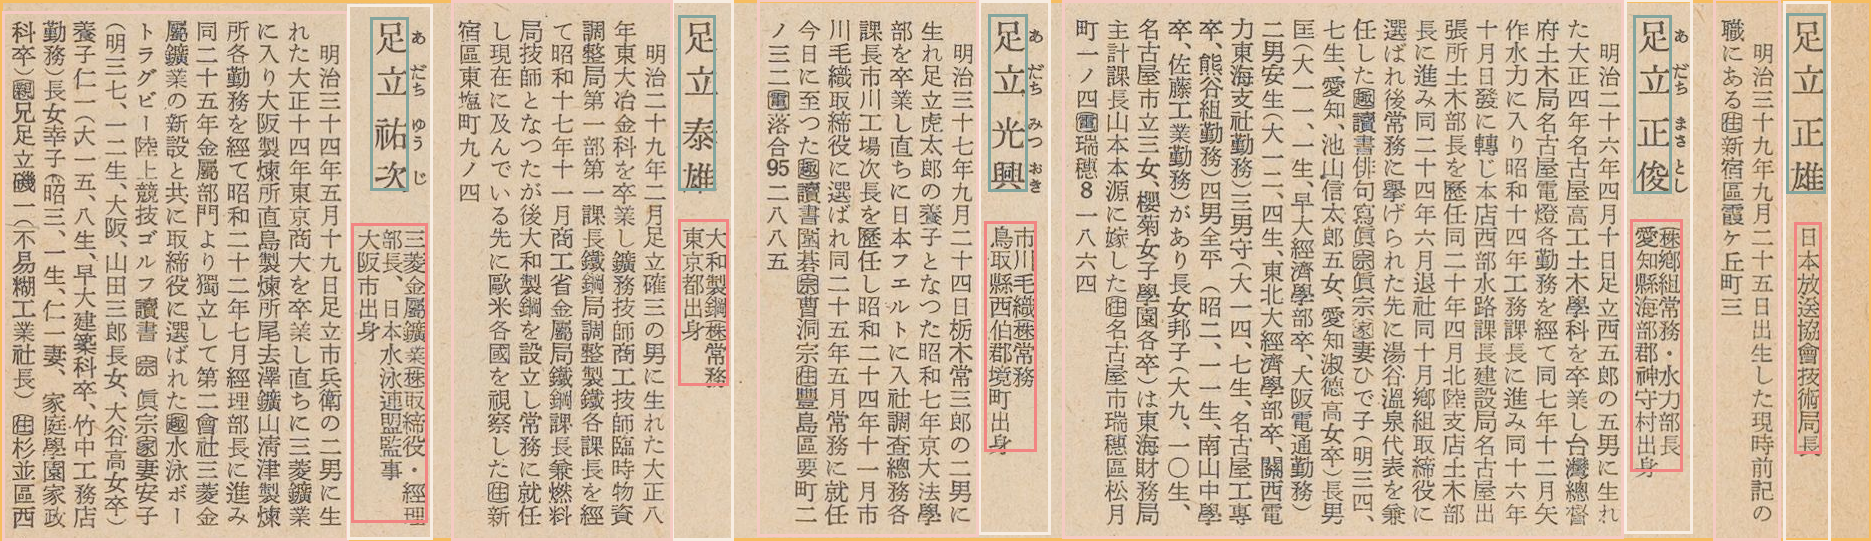 足立正雄
日本放送協會技術局長
明治三十九年九月二十五日出生した現時前記の
職にある㊟新宿區霞ヶ丘町三
足立正俊
あ だち まさ とし
㈱鄕組常務・水力部長
愛知縣海部郡神守村出身
明治二十六年四月十日足立西五郎の五男に生れ
た大正四年名古屋高工土木學科を卒業し台灣總督
府土木局名古屋電燈各勤務を經て同七年十二月矢
作水力に入り昭和十四年工務課長に進み同十六年
十月日發に轉じ本店西部水路課長建設局名古屋出
張所土木部長を歷任同二十年四月北陸支店土木部
長に進み同二十四年六月退社同十月鄕組取締役に
選ばれ後常務に擧げられた先に湯谷溫泉代表を兼
任した趣讀書俳句寫眞宗眞宗家妻ひで子(明三四、
七生、愛知、池山信太郎五女、愛知淑德高女卒)長男
匡(大一一、一生、早大經濟學部卒、大阪電通勤務)
二男安生(大一二、四生、東北大經濟學部卒、關西電
力東海支社勤務)三男守(大一四、七生、名古屋工專
卒、熊谷組勤務)四男全平(昭二、一一生、南山中學
卒、佐藤工業勤務)があり長女邦子(大九、一〇生、
名古屋市立三女、櫻菊女子學園各卒)は東海財務局
主計課長山本本源に嫁した住名古屋市瑞穗區松月
町一ノ四電瑞穗8一八六四
足立光興
あ だち みつ おき
市川毛織㈱常務
鳥取縣西伯郡境町出身
明治三十七年九月二十四日栃木常三郎の二男に
生れ足立虎太郎の養子となつた昭和七年京大法學
部を卒業し直ちに日本フエルトに入社調査總務各
課長市川工場次長を歷任し昭和二十四年十一月市
川毛織取締役に選ばれ同二十五年五月常務に就任
今日に至つた趣讀書圍碁宗曹洞宗住豐島區要町二
ノ三二電落合95二八八五
足立泰雄
大和製鋼㈱常務
東京都出身
明治二十九年二月足立確三の男に生れた大正八
年東大冶金科を卒業し鑛務技師商工技師臨時物資
調整局第一部第一課長鐵鋼局調整製鐵各課長を經
て昭和十七年十一月商工省金屬局鐵鋼課長兼燃料
局技師となつたが後大和製鋼を設立し常務に就任
し現在に及んでいる先に歐米各國を視察した住新
宿區東塩町九ノ四
足立祐次
あ だち ゆう じ
三菱金屬鑛業㈱取締役・經理
部長、日本水泳連盟監事
大阪市出身
明治三十四年五月十九日足立市兵衛の二男に生
れた大正十四年東京商大を卒業し直ちに三菱鑛業
に入り大阪製煉所直島製煉所尾去澤鑛山淸津製煉
所各勤務を經て昭和二十二年七月經理部長に進み
同二十五年金屬部門より獨立して第二會社三菱金
屬鑛業の新設と共に取締役に選ばれた趣水泳ボー
トラグビー陸上競技ゴルフ讀書宗眞宗家妻安子
(明三七、一二生、大阪、山田三郎長女、大谷高女卒)
養子仁一(大一五、八生、早大建築科卒、竹中工務店
勤務)長女幸子(昭三、一生、仁一妻、家庭學園家政
科卒)親兄足立磯一(不易糊工業社長)住杉並區西